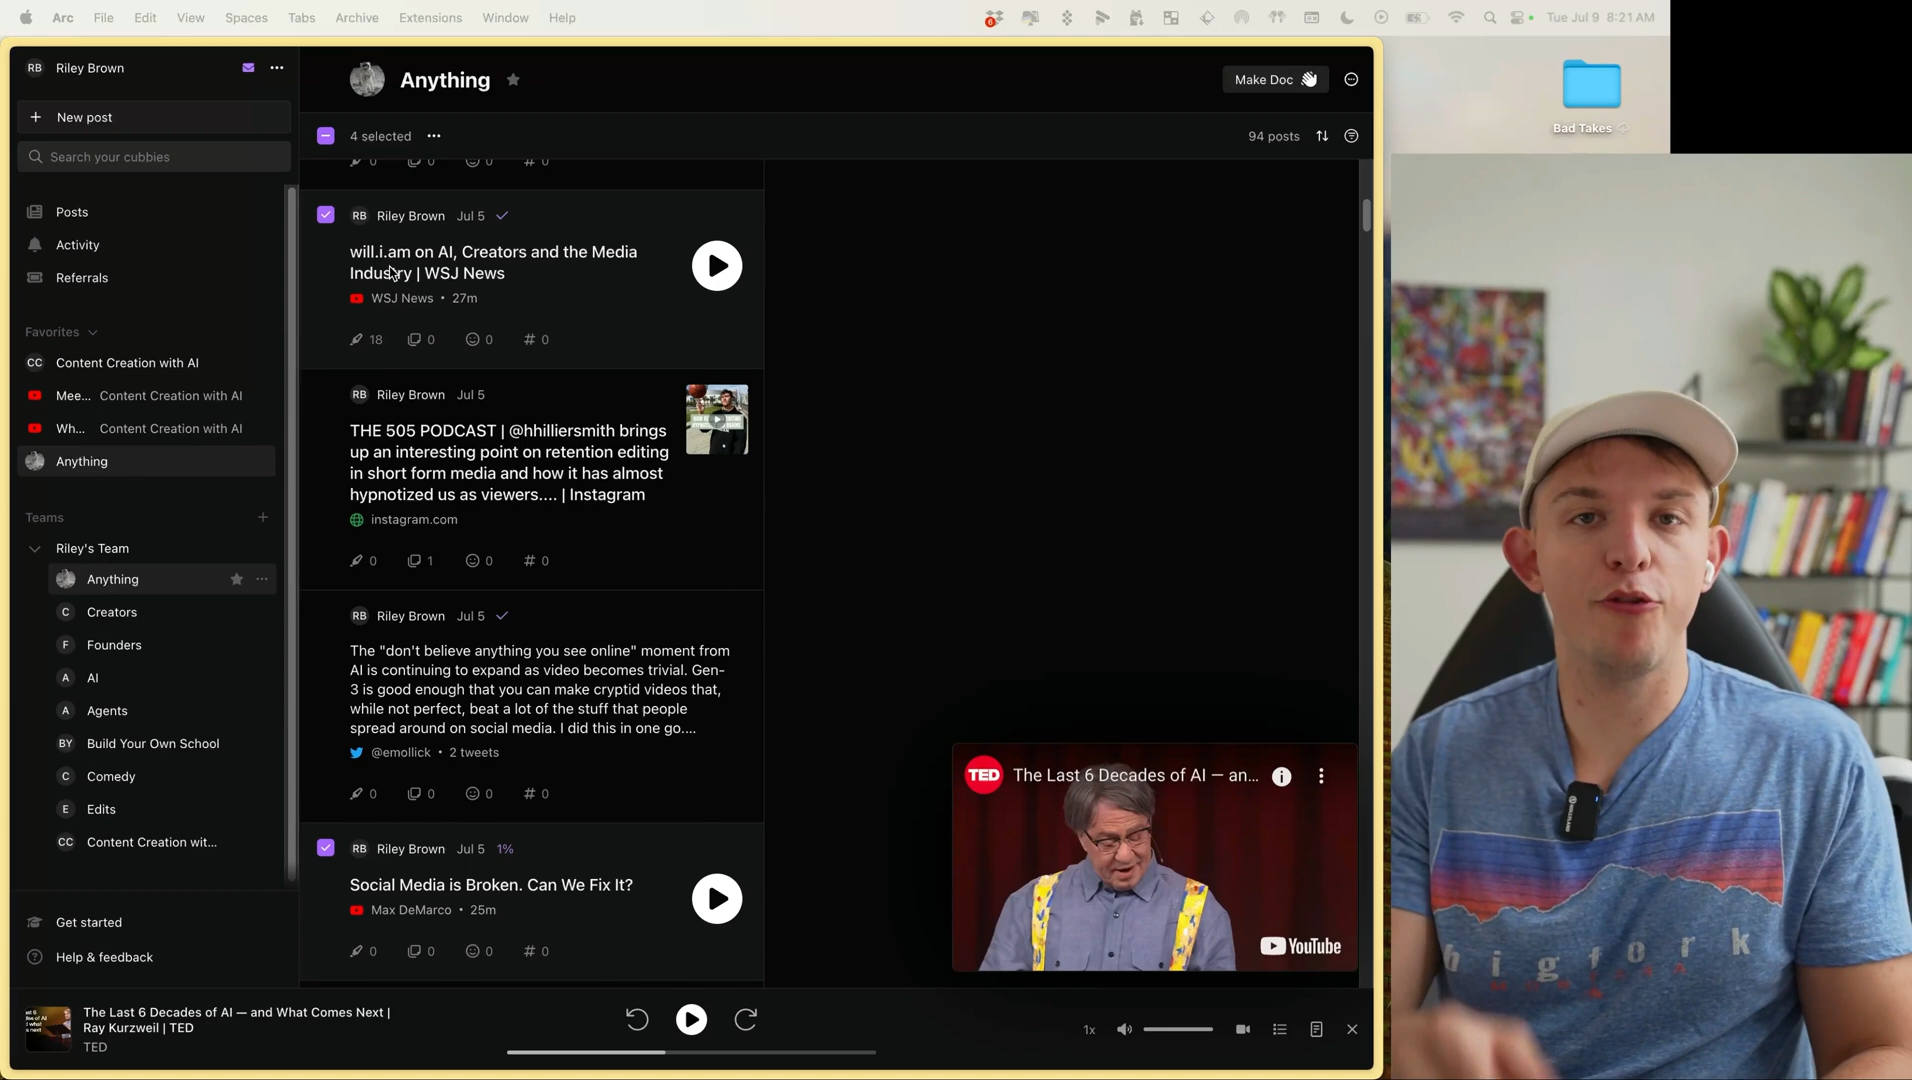 Arc File Edit View Spaces Tabs Archive Extensions Window Help
6
Tue Jul 9 8:21 AM
RB Riley Brown
New post
Search your cubbies
Posts
Activity
Referrals
Favorites
CC Content Creation with AI
Mee... Content Creation with AI
Wh... Content Creation with AI
Anything
Teams
Riley's Team
Anything
C Creators
F Founders
A AI
A Agents
BY Build Your Own School
C Comedy
E Edits
CC Content Creation wit...
Get started
Help & feedback
Anything
Make Doc
4 selected
94 posts
0 0 0 0
RB Riley Brown Jul 5
will.i.am on AI, Creators and the Media
Industry | WSJ News
WSJ News • 27m
18 0 0 0
RB Riley Brown Jul 5
THE 505 PODCAST | @hhilliersmith brings
up an interesting point on retention editing
in short form media and how it has almost
hypnotized us as viewers.... | Instagram
instagram.com
0 1 0 0
RB Riley Brown Jul 5
The "don't believe anything you see online" moment from
AI is continuing to expand as video becomes trivial. Gen-
3 is good enough that you can make cryptid videos that,
while not perfect, beat a lot of the stuff that people
spread around on social media. I did this in one go....
@emollick • 2 tweets
0 0 0 0
RB Riley Brown Jul 5 1%
Social Media is Broken. Can We Fix It?
Max DeMarco • 25m
0 0 0 0
TED The Last 6 Decades of AI — an...
YouTube
The Last 6 Decades of AI — and What Comes Next |
Ray Kurzweil | TED
TED
1x
Bad Takes
big fork